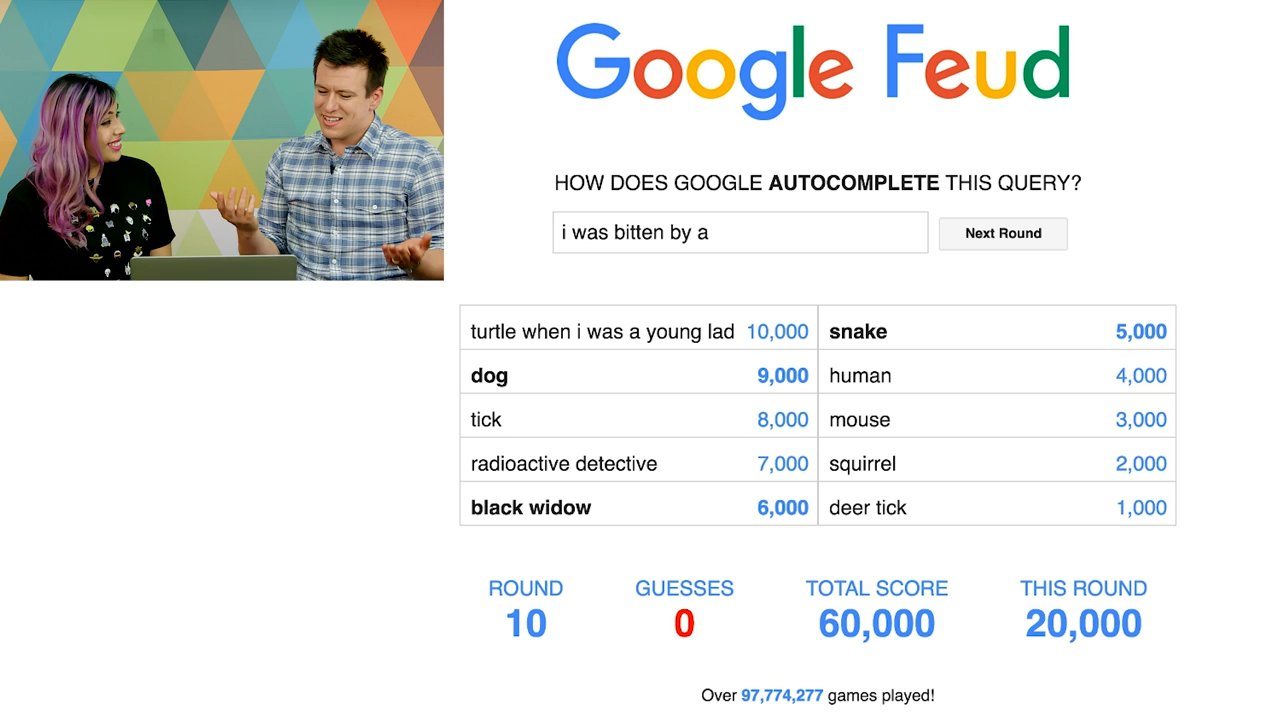 Google Feud
HOW DOES GOOGLE AUTOCOMPLETE THIS QUERY?
i was bitten by a
Next Round
turtle when i was a young lad 10,000
dog 9,000
tick 8,000
radioactive detective 7,000
black widow 6,000
snake 5,000
human 4,000
mouse 3,000
squirrel 2,000
deer tick 1,000
ROUND
10
GUESSES
0
TOTAL SCORE
60,000
THIS ROUND
20,000
Over 97,774,277 games played!